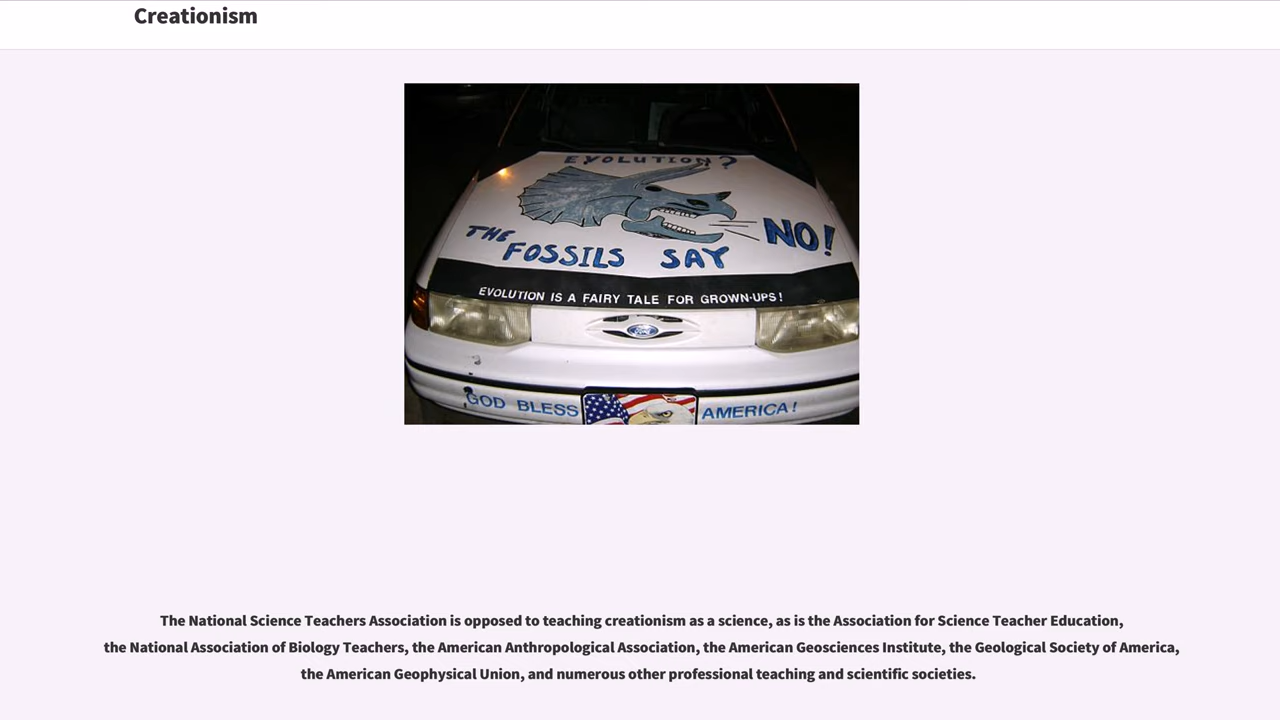 Creationism
EVOLUTION?
THE
FOSSILS SAY
NO!
EVOLUTION IS A FAIRY TALE FOR GROWN-UPS!
Ford
GOD BLESS AMERICA!
The National Science Teachers Association is opposed to teaching creationism as a science, as is the Association for Science Teacher Education,
the National Association of Biology Teachers, the American Anthropological Association, the American Geosciences Institute, the Geological Society of America,
the American Geophysical Union, and numerous other professional teaching and scientific societies.